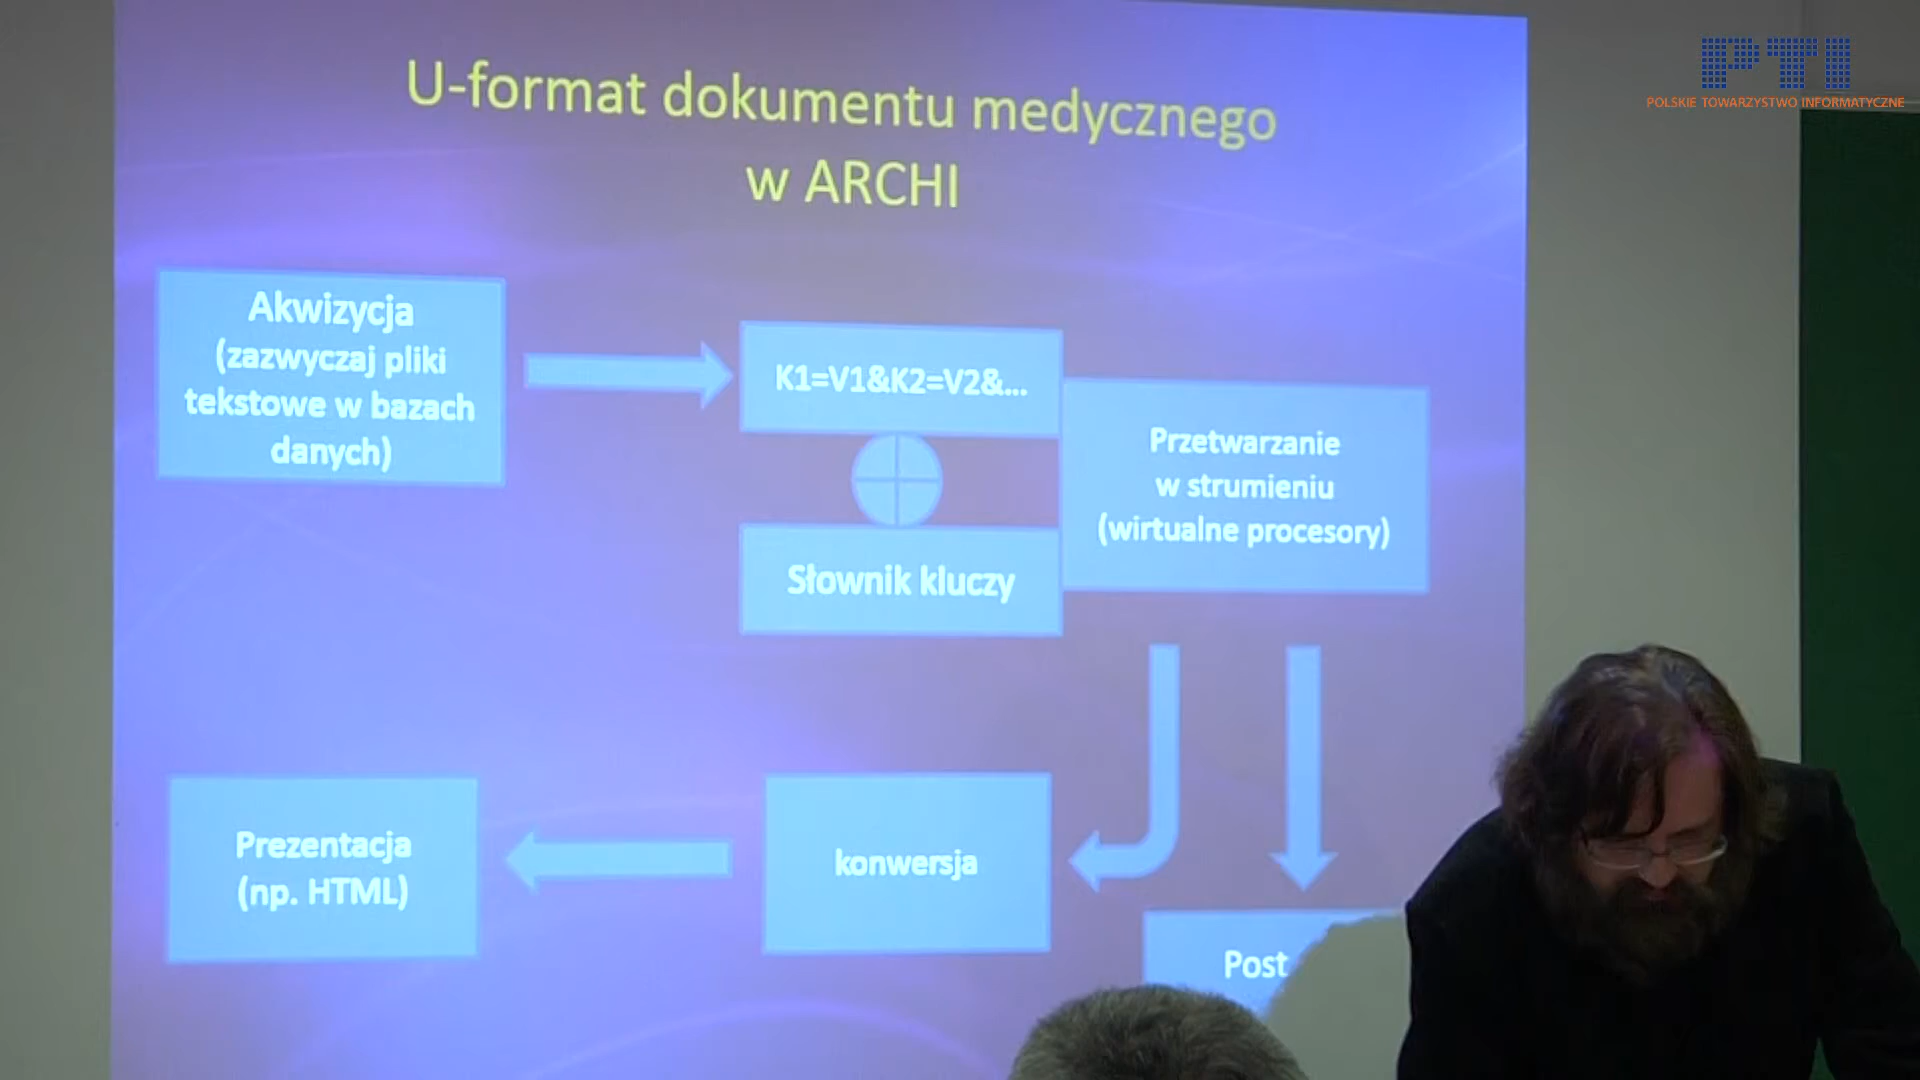 PTI
POLSKIE TOWARZYSTWO INFORMATYCZNE
U-format dokumentu medycznego
w ARCHI
Akwizycja
(zazwyczaj pliki
tekstowe w bazach
danych)
K1=V1&K2=V2&...
Przetwarzanie
w strumieniu
(wirtualne procesory)
Słownik kluczy
Prezentacja
(np. HTML)
konwersja
Post